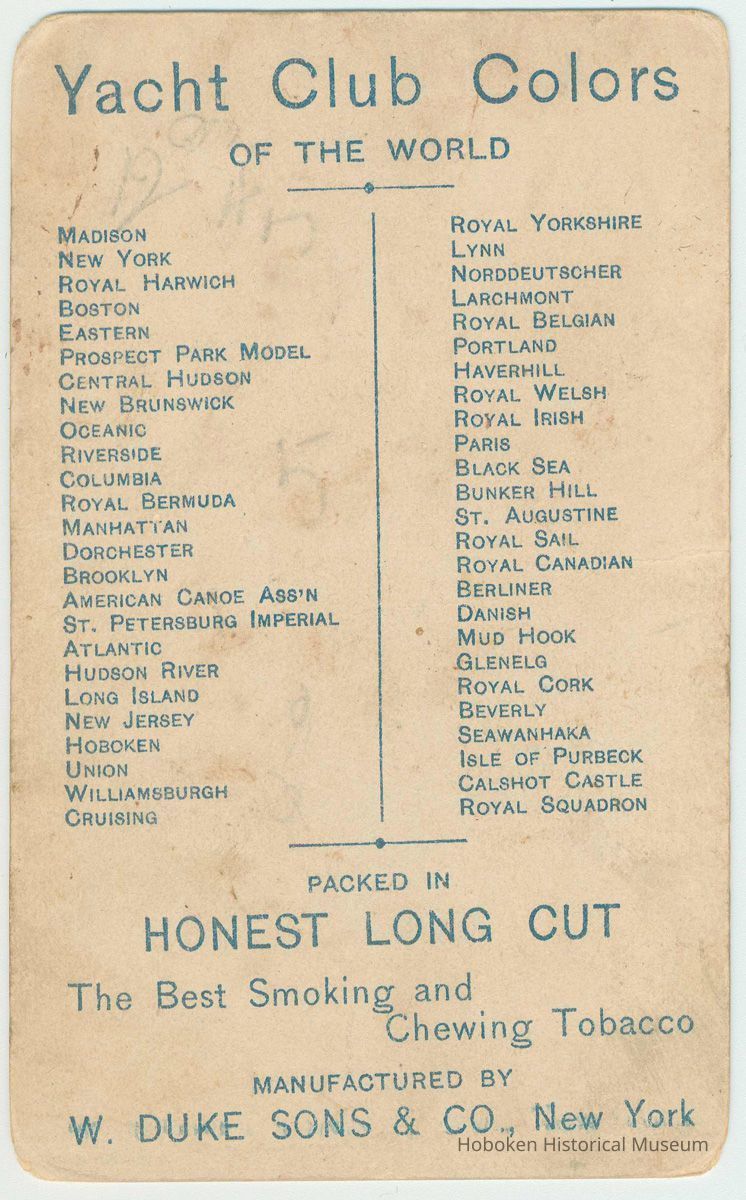 Yacht Club Colors
OF THE WORLD
MADISON
NEW YORK
ROYAL HARWICH
BOSTON
EASTERN
PROSPECT PARK MODEL
CENTRAL HUDSON
NEW BRUNSWICK
OCEANIC
RIVERSIDE
COLUMBIA
ROYAL BERMUDA
MANHATTAN
DORCHESTER
BROOKLYN
AMERICAN CANOE ASS'N
ST. PETERSBURG IMPERIAL
ATLANTIC
HUDSON RIVER
LONG ISLAND
NEW JERSEY
HOBOKEN
UNION
WILLIAMSBURGH
CRUISING
ROYAL YORKSHIRE
LYNN
NORDDEUTSCHER
LARCHMONT
ROYAL BELGIAN
PORTLAND
HAVERHILL
ROYAL WELSH
ROYAL IRISH
PARIS
BLACK SEA
BUNKER HILL
ST. AUGUSTINE
ROYAL SAIL
ROYAL CANADIAN
BERLINER
DANISH
MUD HOOK
GLENELG
ROYAL CORK
BEVERLY
SEAWANHAKA
ISLE OF PURBECK
CALSHOT CASTLE
ROYAL SQUADRON
PACKED IN
HONEST LONG CUT
The Best Smoking and
Chewing Tobacco
MANUFACTURED BY
W. DUKE SONS & CO., New York
Hoboken Historical Museum